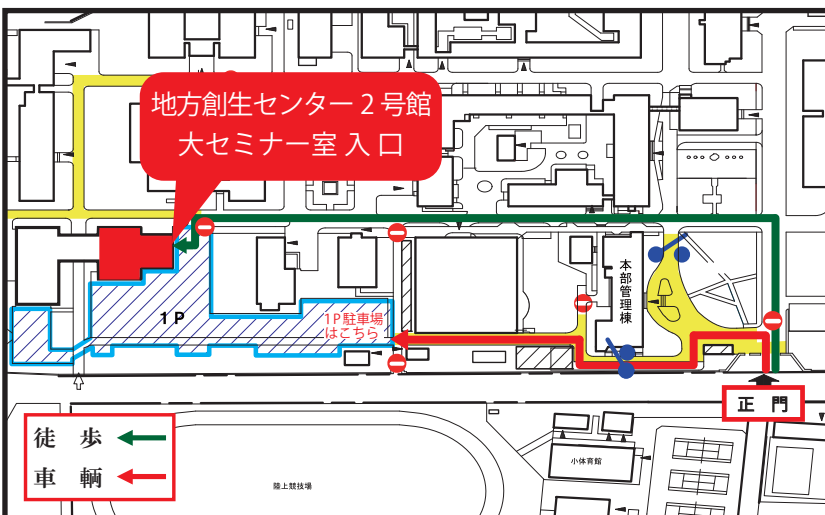 地方創生センター２号館
大セミナー室 入口
本部管理棟
1P
1P駐車場
はこちら
正 門
徒 歩
車 輌
小体育館
陸上競技場